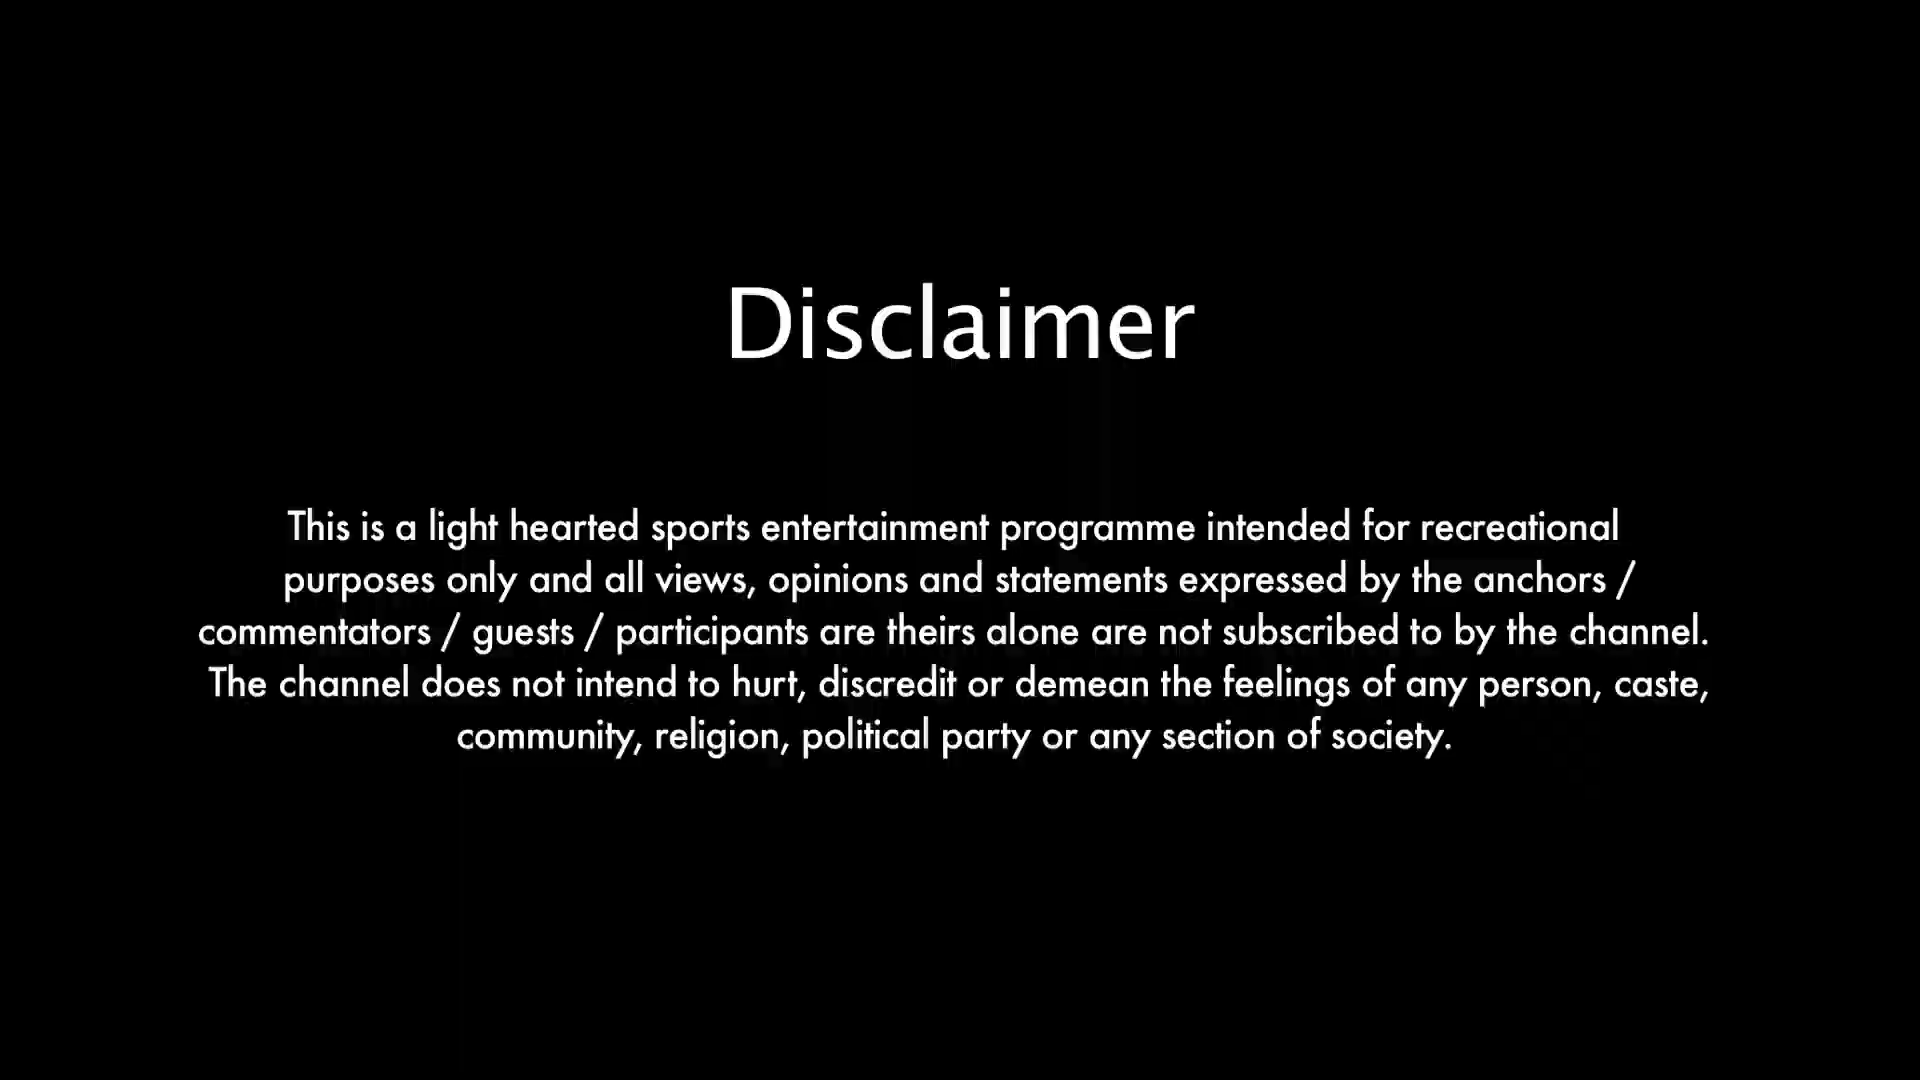 Disclaimer
This is a light hearted sports entertainment programme intended for recreational
purposes only and all views, opinions and statements expressed by the anchors /
commentators / guests / participants are theirs alone are not subscribed to by the channel.
The channel does not intend to hurt, discredit or demean the feelings of any person, caste,
community, religion, political party or any section of society.